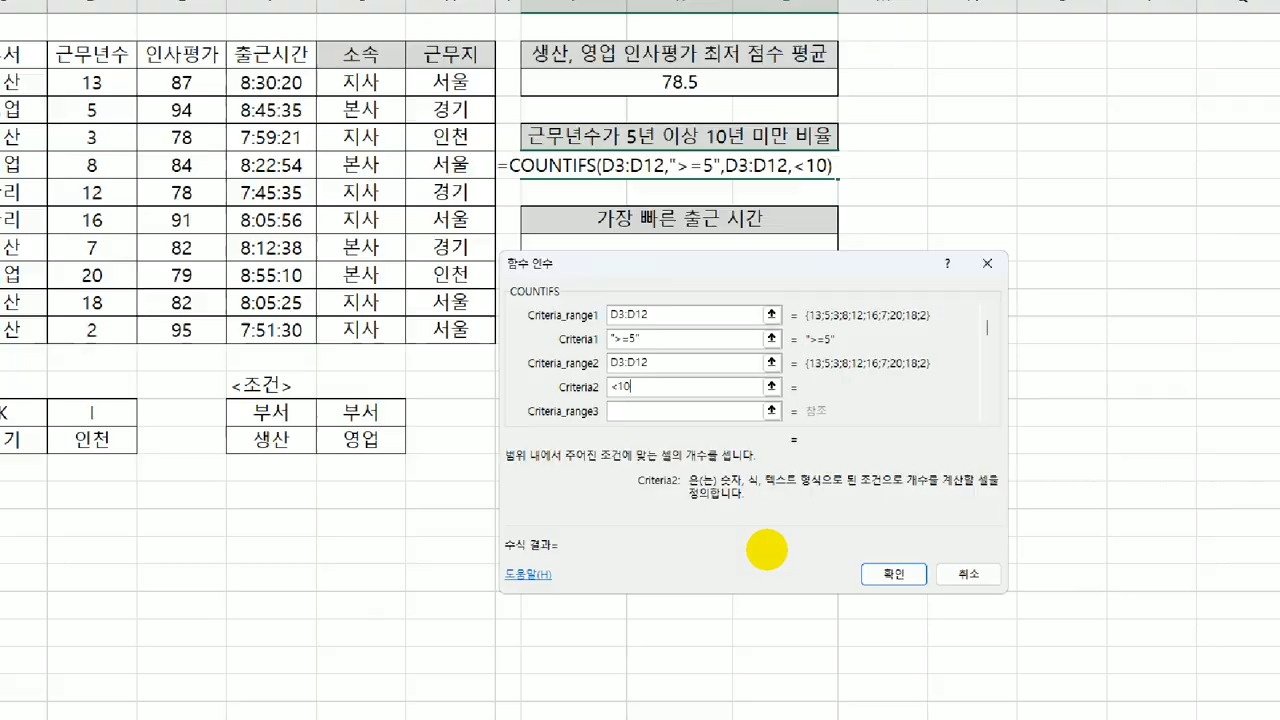 서 근무년수 인사평가 출근시간 소속 근무지 생산, 영업 인사평가 최저 점수 평균
산 13 87 8:30:20 지사 서울 78.5
업 5 94 8:45:35 본사 경기
산 3 78 7:59:21 지사 인천 근무년수가 5년 이상 10년 미만 비율
업 8 84 8:22:54 본사 서울 =COUNTIFS(D3:D12,">=5",D3:D12,<10)
리 12 78 7:45:35 지사 경기
리 16 91 8:05:56 지사 서울 가장 빠른 출근 시간
산 7 82 8:12:38 본사 경기
업 20 79 8:55:10 본사 인천
산 18 82 8:05:25 지사 서울
산 2 95 7:51:30 지사 서울
<조건>
K I 부서 부서
기 인천 생산 영업
함수 인수 ?
COUNTIFS
Criteria_range1 D3:D12 = {13;5;3;8;12;16;7;20;18;2}
Criteria1 ">=5" = ">=5"
Criteria_range2 D3:D12 = {13;5;3;8;12;16;7;20;18;2}
Criteria2 <10 =
Criteria_range3 = 참조
=
범위 내에서 주어진 조건에 맞는 셀의 개수를 셉니다.
Criteria2: 은(는) 숫자, 식, 텍스트 형식으로 된 조건으로 개수를 계산할 셀을
정의합니다.
수식 결과=
도움말(H) 확인 취소